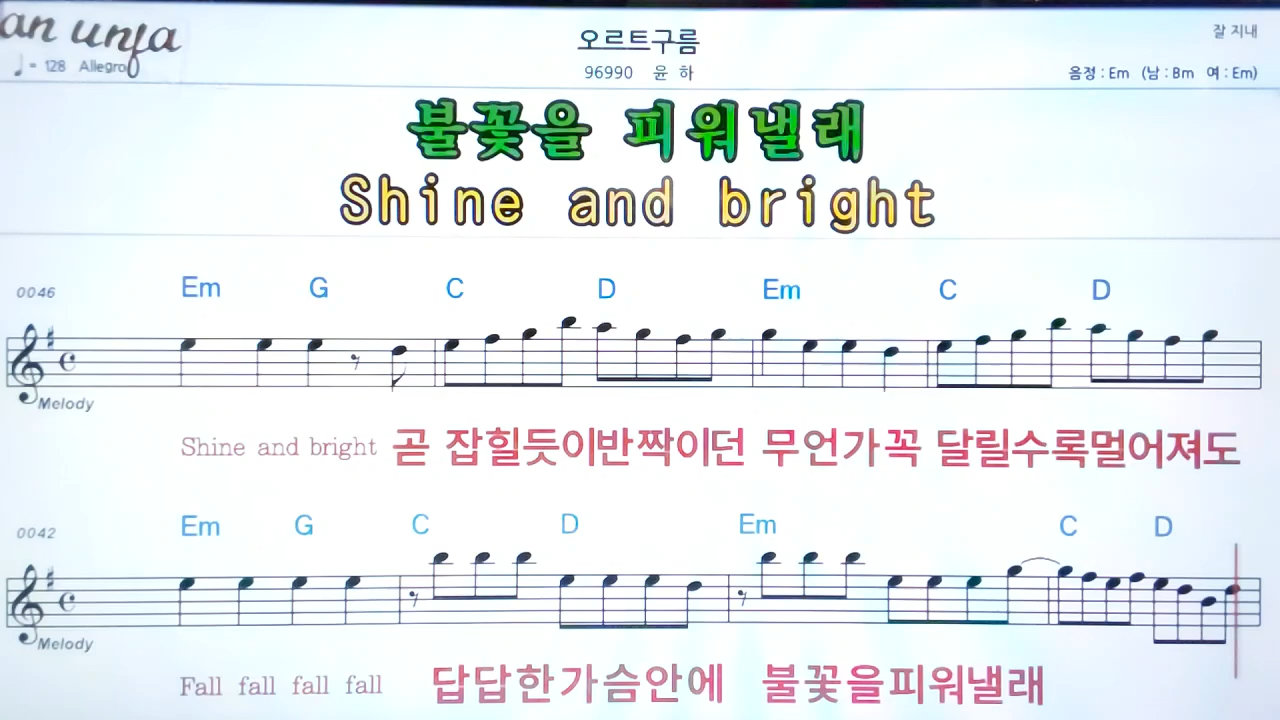 an unfa
♩= 128 Allegro
오르트구름
96990 윤 하
잘 지내
음정 : Em (남 : Bm 여 : Em)
불꽃을 피워낼래
Shine and bright
0046 Em G C D Em C D
Melody
Shine and bright 곧 잡힐듯이반짝이던 무언가꼭 달릴수록멀어져도
0042 Em G C D Em C D
Melody
Fall fall fall fall 답답한가슴안에 불꽃을피워낼래